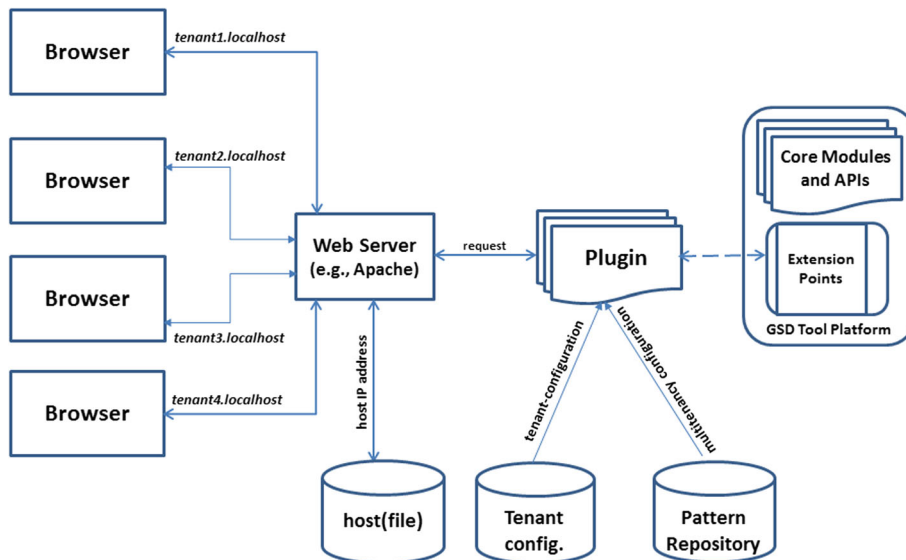 Browser
tenant1.localhost
Browser
tenant2.localhost
Browser
tenant3.localhost
Browser
tenant4.localhost
Web Server
(e.g., Apache)
request
Plugin
Core Modules
and APIs
Extension
Points
GSD Tool Platform
host IP address
tenant-configuration
multitenancy configuration
host(file)
Tenant
config.
Pattern
Repository